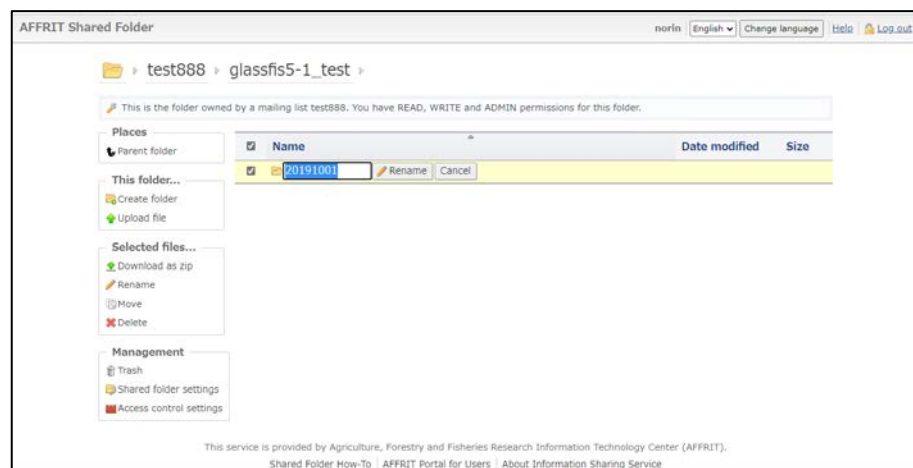 AFFRIT Shared Folder
norin English Change language Help Log out
test888 glassfis5-1_test
This is the folder owned by a mailing list test888. You have READ, WRITE and ADMIN permissions for this folder.
Places
Parent folder
This folder...
Create folder
Upload file
Selected files...
Download as zip
Rename
Move
Delete
Management
Trash
Shared folder settings
Access control settings
Name Date modified Size
20191001 Rename Cancel
This service is provided by Agriculture, Forestry and Fisheries Research Information Technology Center (AFFRIT).
Shared Folder How-To | AFFRIT Portal for Users | About Information Sharing Service